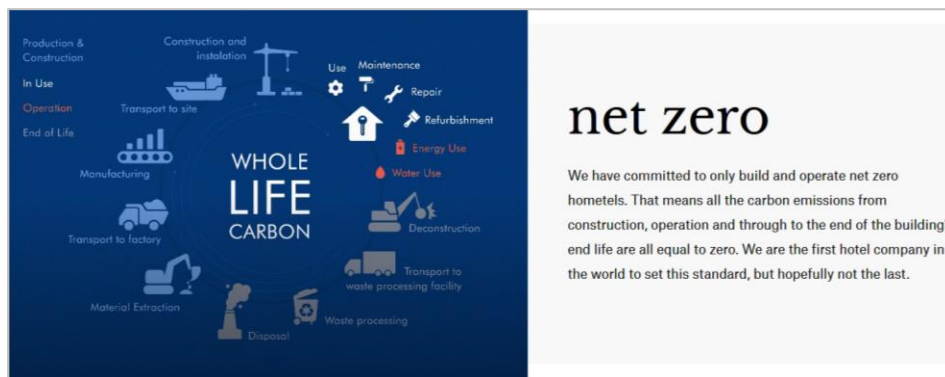 Production &
Construction
In Use
Operation
End of Life
Construction and
instalation
Use
Maintenance
Repair
Refurbishment
Energy Use
Water Use
Deconstruction
Transport to
waste processing facility
Waste processing
Disposal
Material Extraction
Transport to factory
Manufacturing
Transport to site
WHOLE
LIFE
CARBON
net zero
We have committed to only build and operate net zero
hometels. That means all the carbon emissions from
construction, operation and through to the end of the building'
end life are all equal to zero. We are the first hotel company in
the world to set this standard, but hopefully not the last.